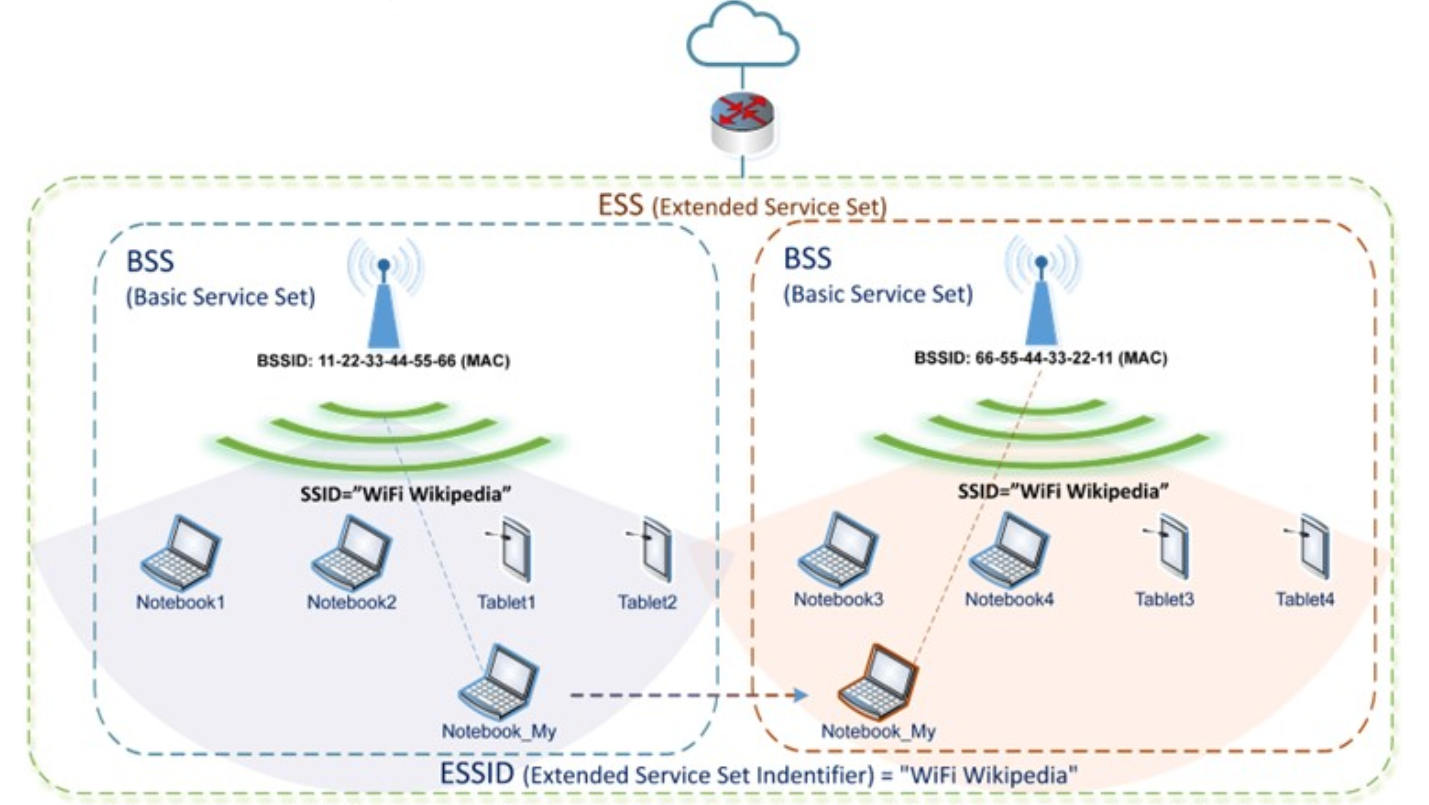 ESS (Extended Service Set)
BSS
(Basic Service Set)
BSSID: 11-22-33-44-55-66 (MAC)
SSID=”WiFi Wikipedia”
Notebook1
Notebook2
Tablet1
Tablet2
Notebook_My
BSS
(Basic Service Set)
BSSID: 66-55-44-33-22-11 (MAC)
SSID=”WiFi Wikipedia”
Notebook3
Notebook4
Tablet3
Tablet4
Notebook_My
ESSID (Extended Service Set Indentifier) = "WiFi Wikipedia"